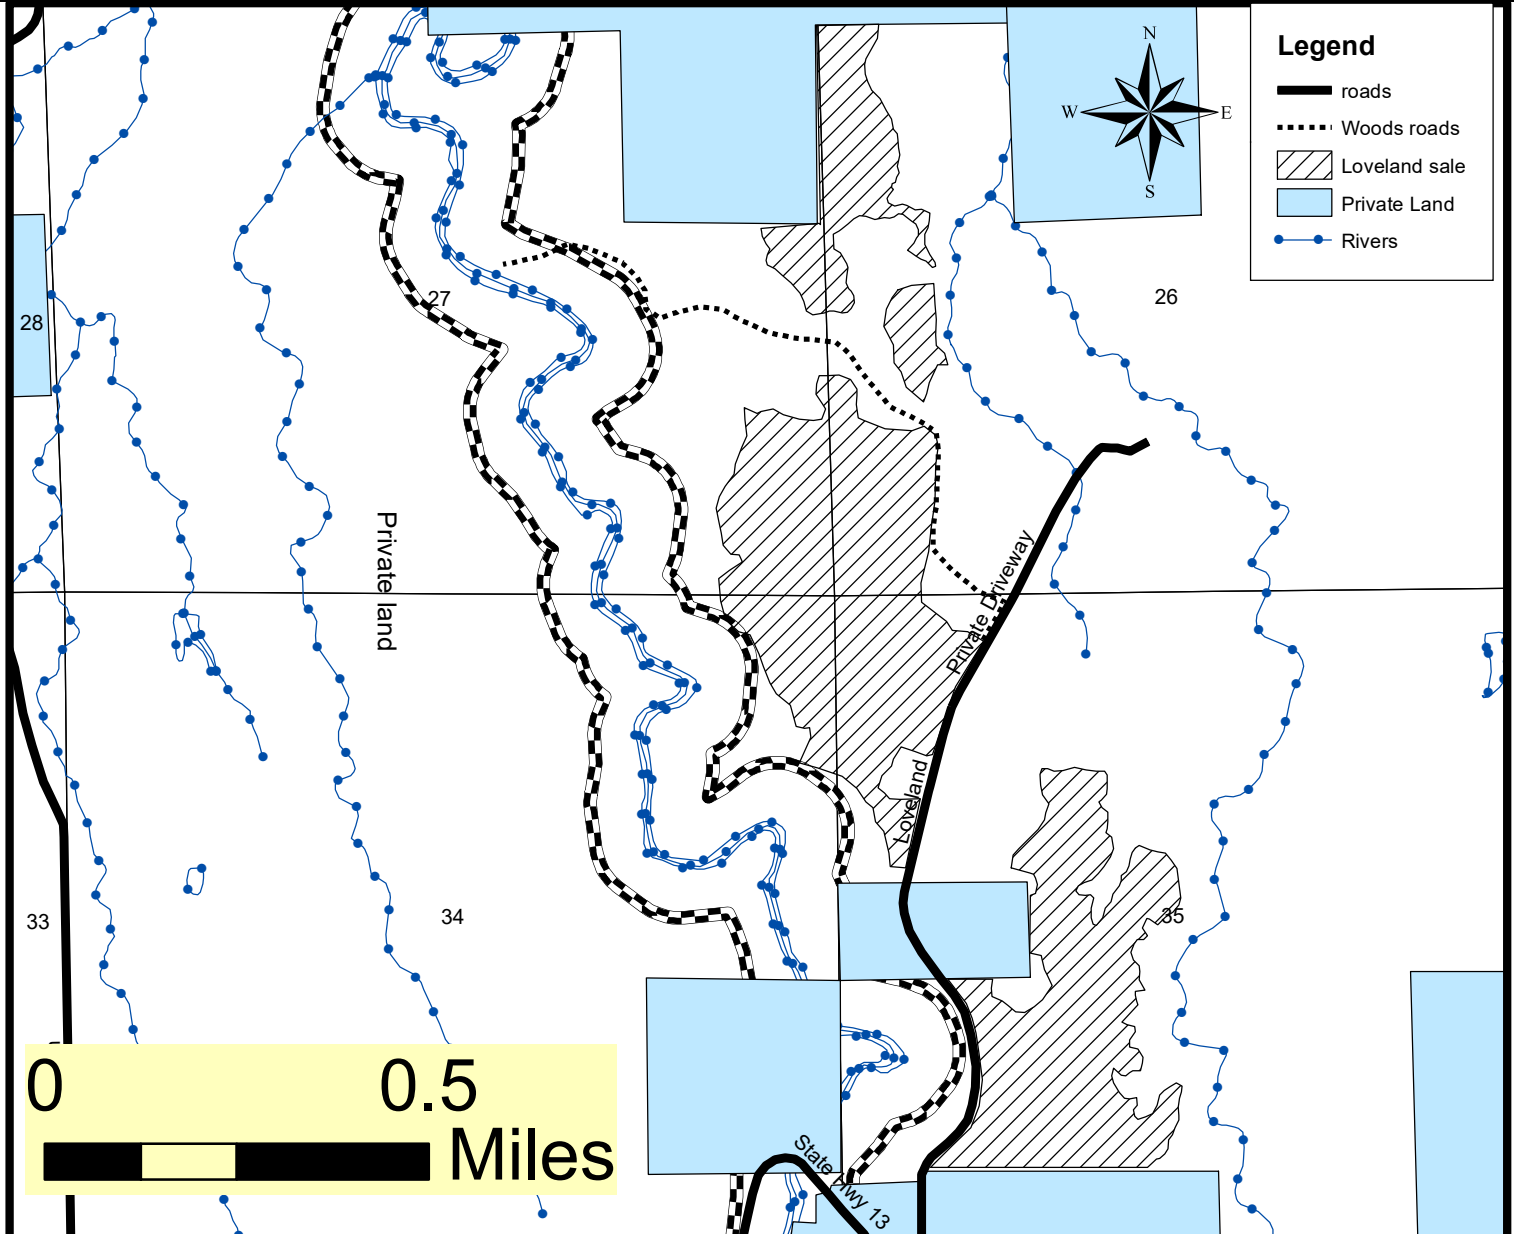 Legend
roads
Woods roads
Loveland sale
Private Land
Rivers
N
W
E
S
27
26
28
Private land
Private Driveway
Loveland
33
34
35
State Hwy 13
0
0.5
Miles